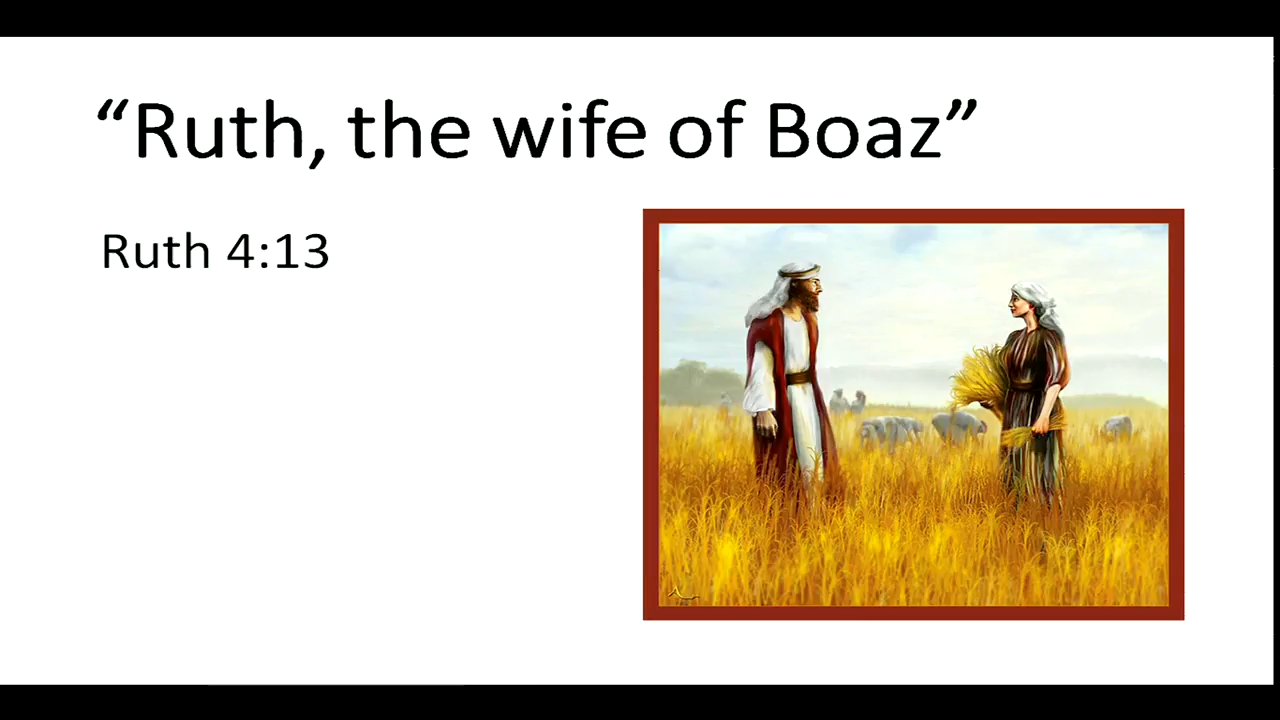 “Ruth, the wife of Boaz”
Ruth 4:13